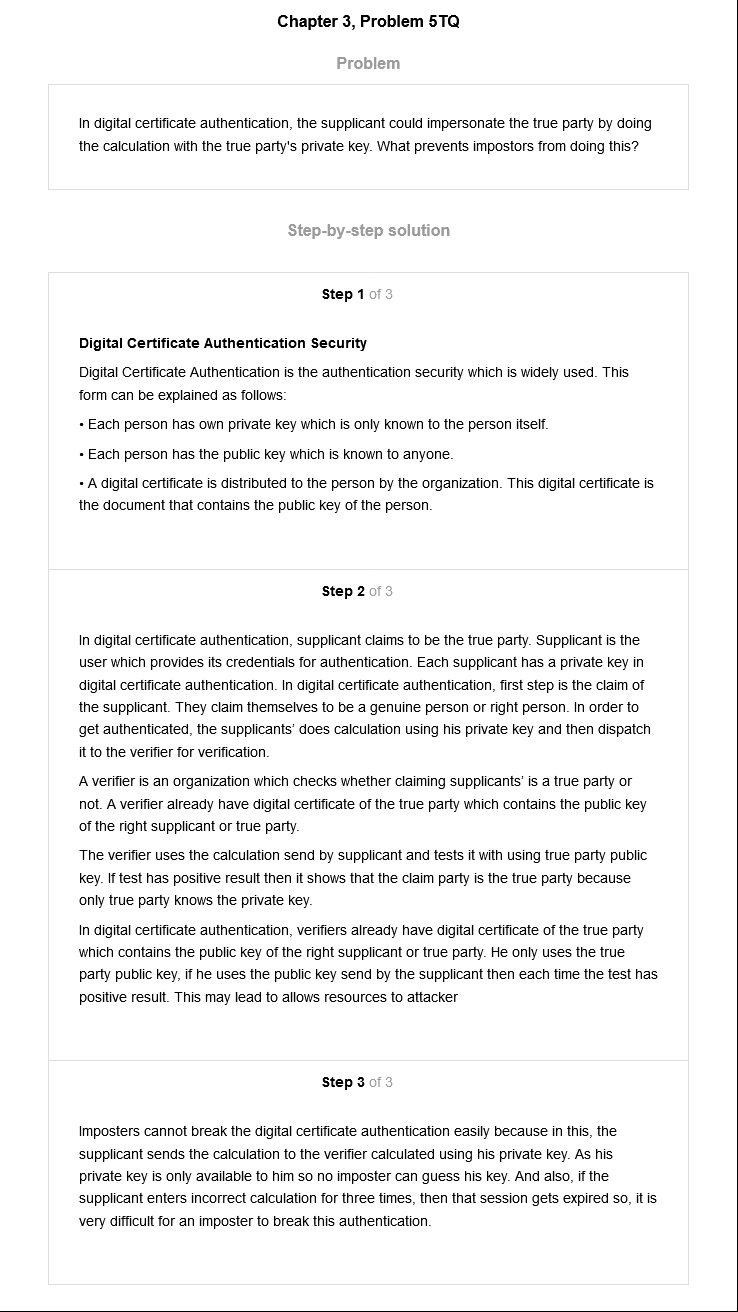 Chapter 3, Problem 5TQ
Problem
In digital certificate authentication, the supplicant could impersonate the true party by doing
the calculation with the true party's private key. What prevents impostors from doing this?
Step-by-step solution
Step 1 of 3
Digital Certificate Authentication Security
Digital Certificate Authentication is the authentication security which is widely used. This
form can be explained as follows:
• Each person has own private key which is only known to the person itself.
• Each person has the public key which is known to anyone.
• A digital certificate is distributed to the person by the organization. This digital certificate is
the document that contains the public key of the person.
Step 2 of 3
In digital certificate authentication, supplicant claims to be the true party. Supplicant is the
user which provides its credentials for authentication. Each supplicant has a private key in
digital certificate authentication. In digital certificate authentication, first step is the claim of
the supplicant. They claim themselves to be a genuine person or right person. In order to
get authenticated, the supplicants’ does calculation using his private key and then dispatch
it to the verifier for verification.
A verifier is an organization which checks whether claiming supplicants’ is a true party or
not. A verifier already have digital certificate of the true party which contains the public key
of the right supplicant or true party.
The verifier uses the calculation send by supplicant and tests it with using true party public
key. If test has positive result then it shows that the claim party is the true party because
only true party knows the private key.
In digital certificate authentication, verifiers already have digital certificate of the true party
which contains the public key of the right supplicant or true party. He only uses the true
party public key, if he uses the public key send by the supplicant then each time the test has
positive result. This may lead to allows resources to attacker
Step 3 of 3
Imposters cannot break the digital certificate authentication easily because in this, the
supplicant sends the calculation to the verifier calculated using his private key. As his
private key is only available to him so no imposter can guess his key. And also, if the
supplicant enters incorrect calculation for three times, then that session gets expired so, it is
very difficult for an imposter to break this authentication.